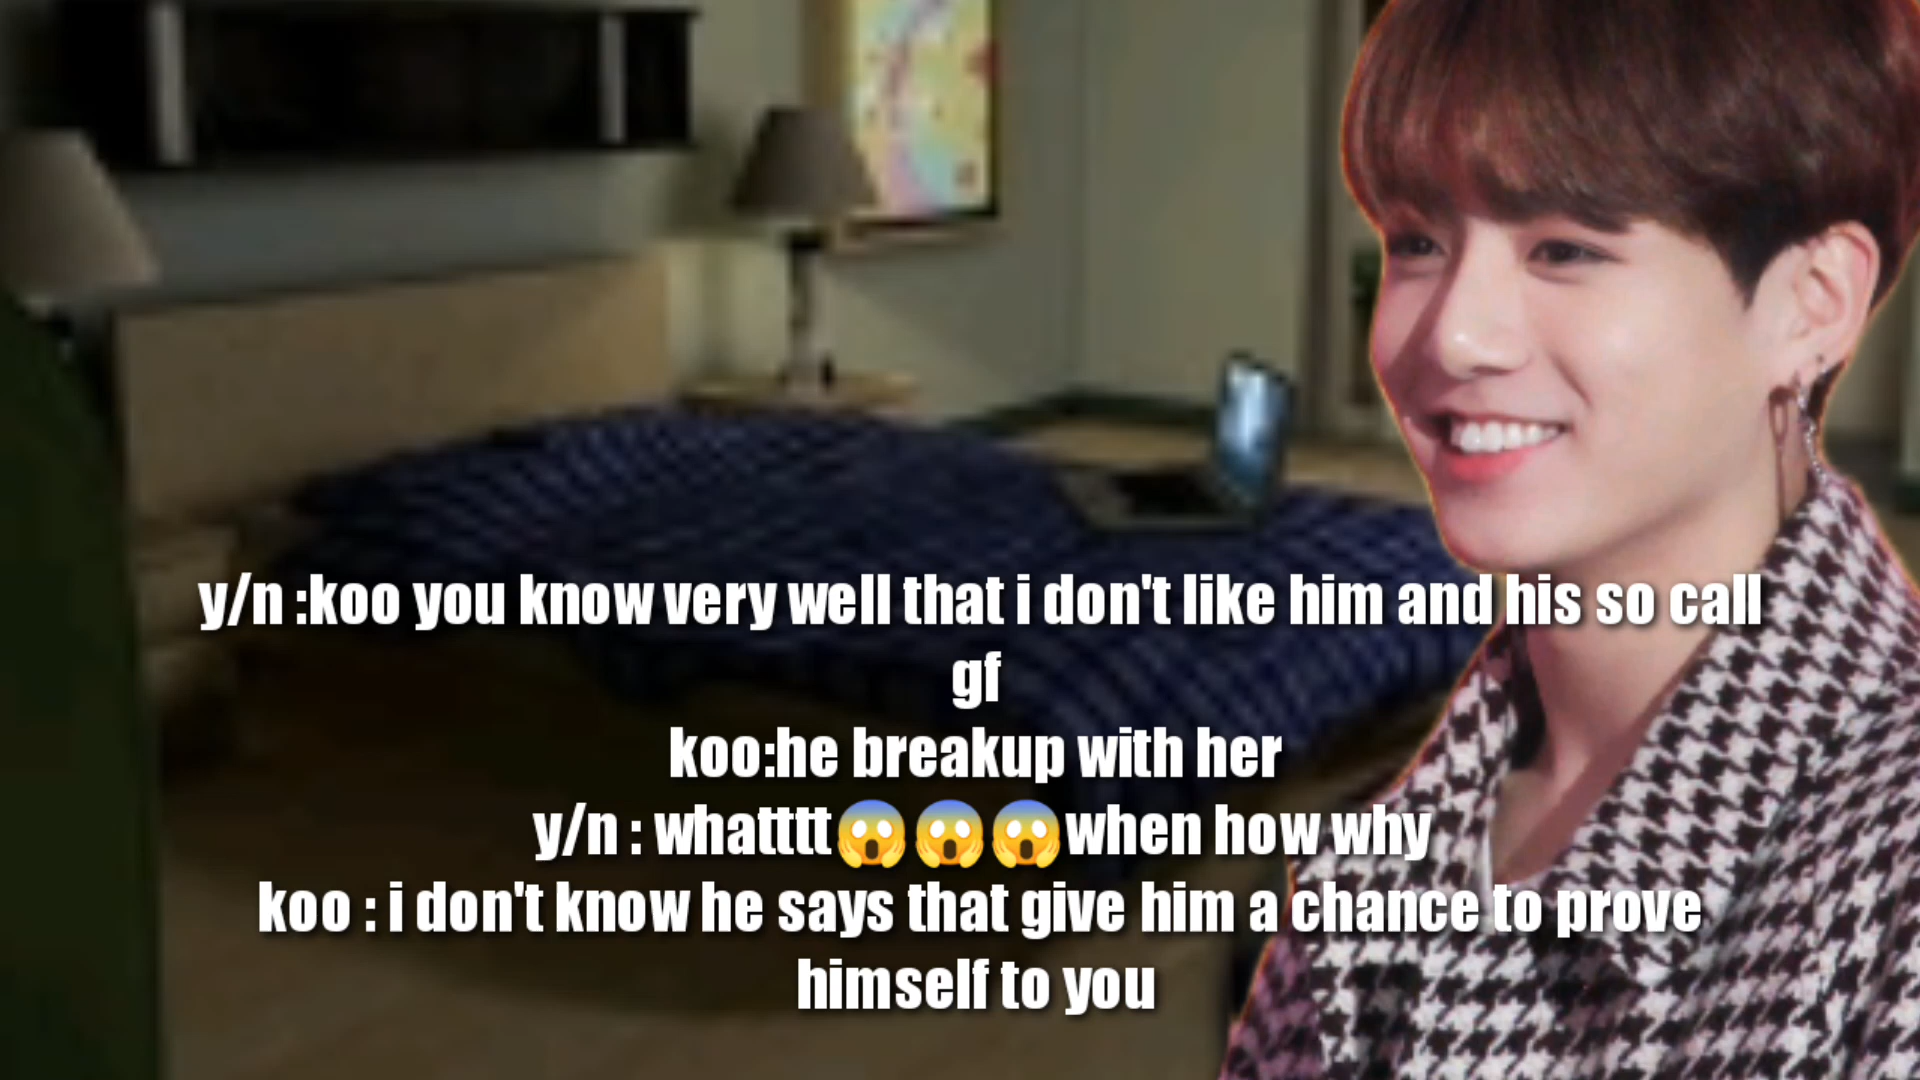 y/n :koo you know very well that i don't like him and his so call
gf
koo:he breakup with her
y/n : whatttt😱😱😱when how why
koo : i don't know he says that give him a chance to prove
himself to you